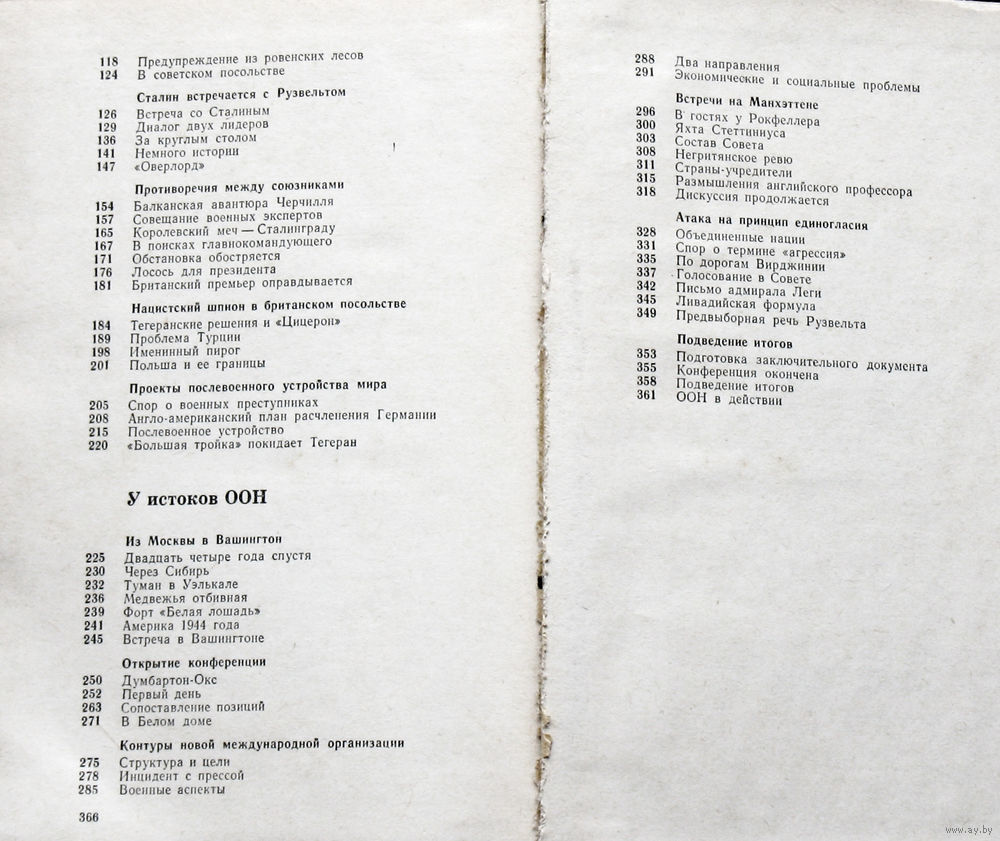 118 Предупреждение из ровенских лесов
124 В советском посольстве
Сталин встречается с Рузвельтом
126 Встреча со Сталиным
129 Диалог двух лидеров
136 За круглым столом
141 Немного истории
147 «Оверлорд»
Противоречия между союзниками
154 Балканская авантюра Черчилля
157 Совещание военных экспертов
165 Королевский меч — Сталинграду
167 В поисках главнокомандующего
171 Обстановка обостряется
176 Лосось для президента
181 Британский премьер оправдывается
Нацистский шпион в британском посольстве
184 Тегеранские решения и «Цицерон»
189 Проблема Турции
198 Именинный пирог
201 Польша и ее границы
Проекты послевоенного устройства мира
205 Спор о военных преступниках
208 Англо-американский план расчленения Германии
215 Послевоенное устройство
220 «Большая тройка» покидает Тегеран
У истоков ООН
Из Москвы в Вашингтон
225 Двадцать четыре года спустя
230 Через Сибирь
232 Туман в Уэлькале
236 Медвежья отбивная
239 Форт «Белая лошадь»
241 Америка 1944 года
245 Встреча в Вашингтоне
Открытие конференции
250 Думбартон-Окс
252 Первый день
263 Сопоставление позиций
271 В Белом доме
Контуры новой международной организации
275 Структура и цели
278 Инцидент с прессой
285 Военные аспекты
366
288 Два направления
291 Экономические и социальные проблемы
Встречи на Манхэттене
296 В гостях у Рокфеллера
300 Яхта Стеттиниуса
303 Состав Совета
308 Негритянское ревю
311 Страны-учредители
315 Размышления английского профессора
318 Дискуссия продолжается
Атака на принцип единогласия
328 Объединенные нации
331 Спор о термине «агрессия»
335 По дорогам Вирджинии
337 Голосование в Совете
342 Письмо адмирала Леги
345 Ливадийская формула
349 Предвыборная речь Рузвельта
Подведение итогов
353 Подготовка заключительного документа
355 Конференция окончена
358 Подведение итогов
361 ООН в действии
www.ay.by